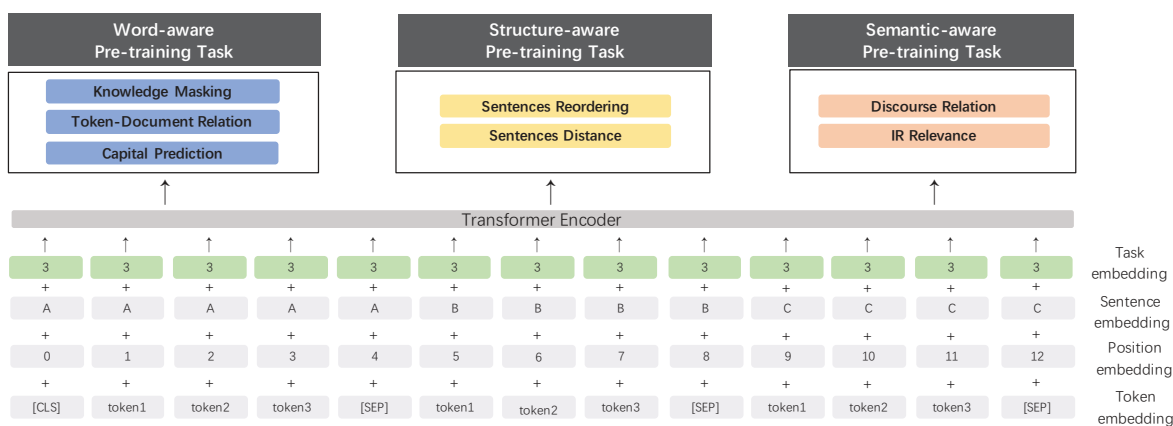 Word-aware
Pre-training Task
Structure-aware
Pre-training Task
Semantic-aware
Pre-training Task
Knowledge Masking
Token-Document Relation
Capital Prediction
Sentences Reordering
Sentences Distance
Discourse Relation
IR Relevance
↑ ↑ ↑
Transformer Encoder
↑ ↑ ↑ ↑ ↑ ↑ ↑ ↑ ↑ ↑ ↑ ↑ ↑
3 3 3 3 3 3 3 3 3 3 3 3 3
Task
embedding
+ + + + + + + + + + + + +
A A A A A B B B B C C C C
Sentence
embedding
+ + + + + + + + + + + + +
0 1 2 3 4 5 6 7 8 9 10 11 12
Position
embedding
+ + + + + + + + + + + + +
[CLS] token1 token2 token3 [SEP] token1 token2 token3 [SEP] token1 token2 token3 [SEP]
Token
embedding